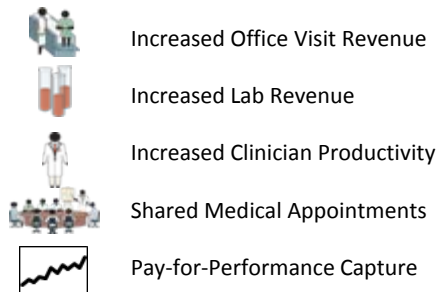 Increased Office Visit Revenue
Increased Lab Revenue
Increased Clinician Productivity
Shared Medical Appointments
Pay-for-Performance Capture